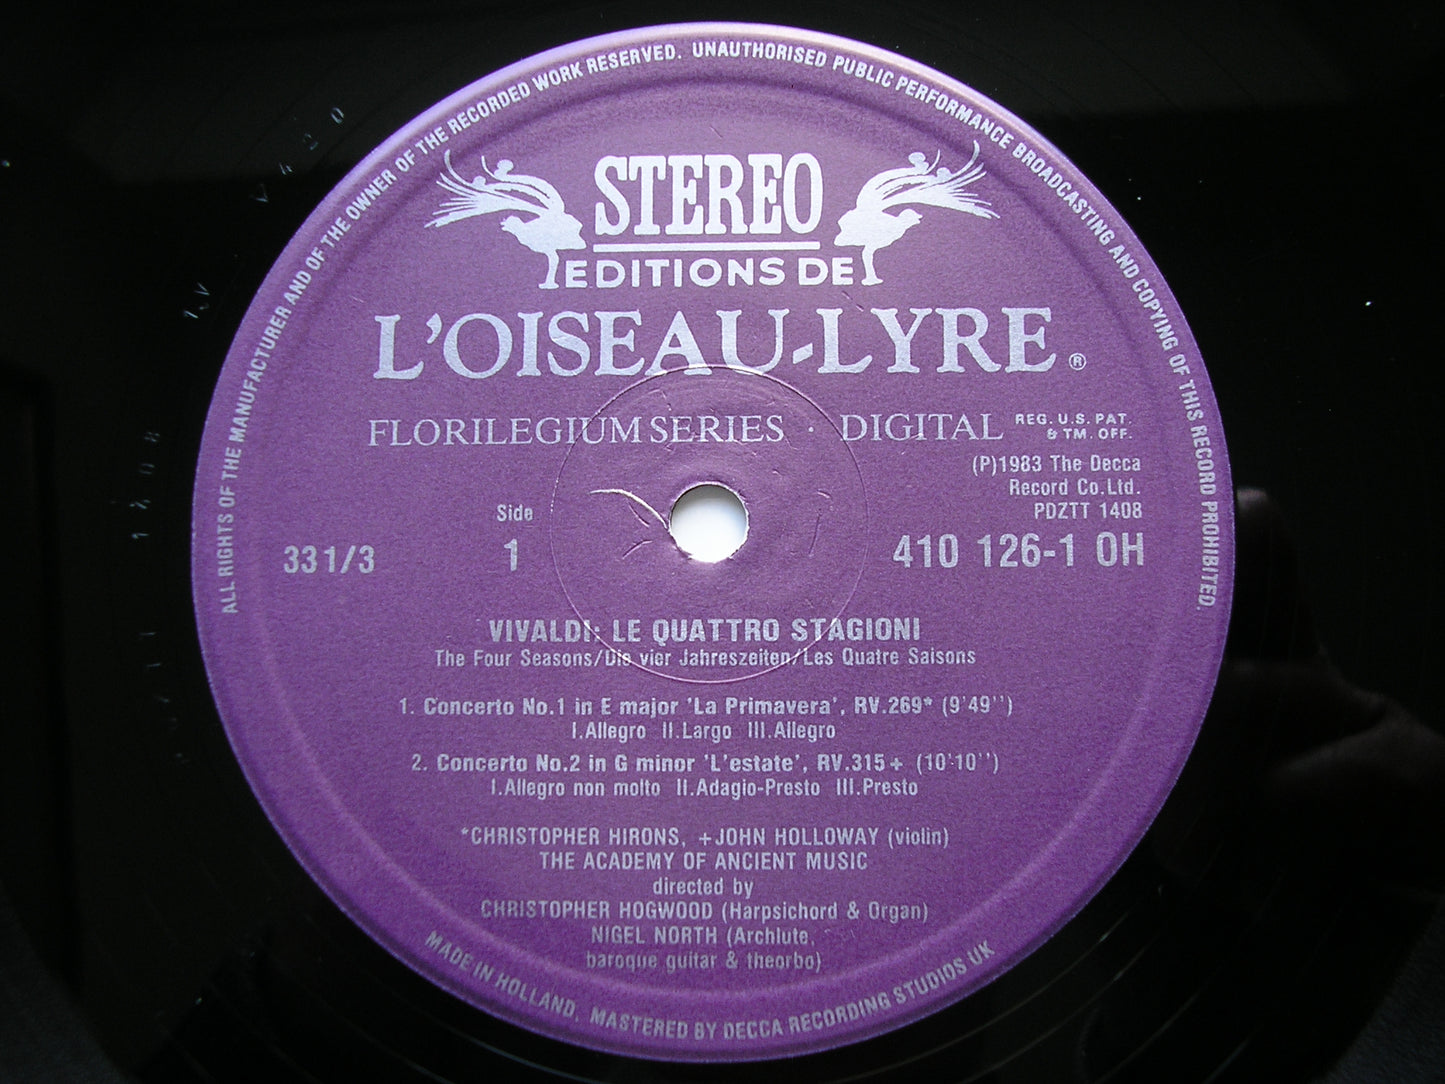 ALL RIGHTS OF THE MANUFACTURER AND OF THE OWNER OF THE RECORDED WORK RESERVED. UNAUTHORISED PUBLIC PERFORMANCE BROADCASTING AND COPYING OF THIS RECORD PROHIBITED.
STEREO
EDITIONS DE
L'OISEAU-LYRE ®
FLORILEGIUM SERIES · DIGITAL REG. U.S. PAT. & TM. OFF.
(P)1983 The Decca
Record Co.Ltd.
PDZTT 1408
Side
33 1/3 1 410 126-1 OH
VIVALDI: LE QUATTRO STAGIONI
The Four Seasons/Die vier Jahreszeiten/Les Quatre Saisons
1. Concerto No.1 in E major 'La Primavera', RV.269* (9'49'')
I.Allegro II.Largo III.Allegro
2. Concerto No.2 in G minor 'L'estate', RV.315+ (10'10'')
I.Allegro non molto II.Adagio-Presto III.Presto
*CHRISTOPHER HIRONS, +JOHN HOLLOWAY (violin)
THE ACADEMY OF ANCIENT MUSIC
directed by
CHRISTOPHER HOGWOOD (Harpsichord & Organ)
NIGEL NORTH (Archlute,
baroque guitar & theorbo)
MADE IN HOLLAND, MASTERED BY DECCA RECORDING STUDIOS UK